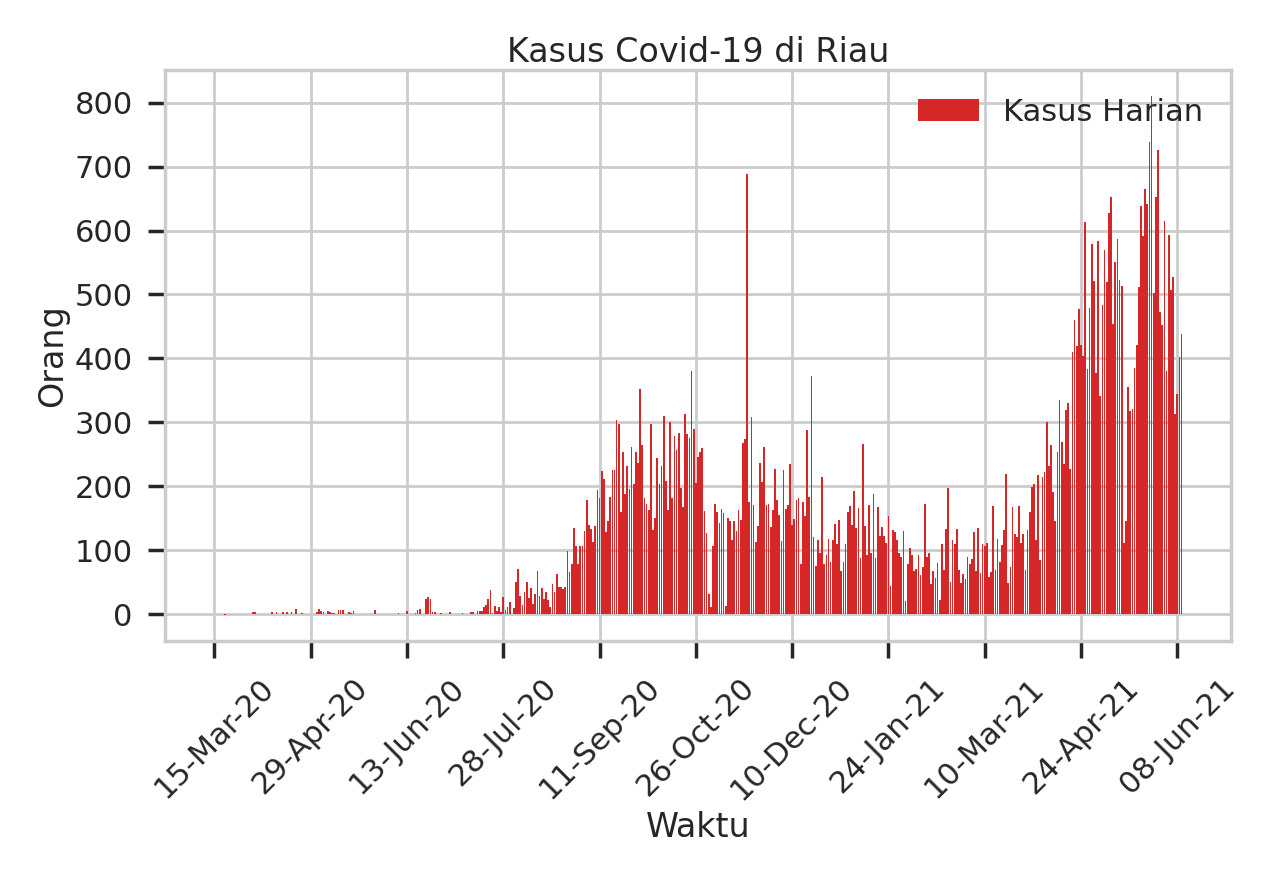 Kasus Covid-19 di Riau
Kasus Harian
Orang
800
700
600
500
400
300
200
100
0
15-Mar-20
29-Apr-20
13-Jun-20
28-Jul-20
11-Sep-20
26-Oct-20
10-Dec-20
24-Jan-21
10-Mar-21
24-Apr-21
08-Jun-21
Waktu